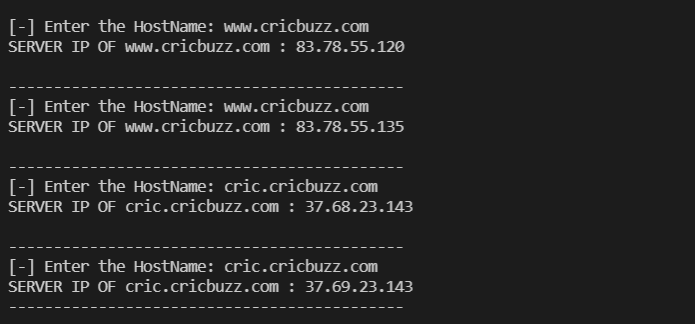 [-] Enter the HostName: www.cricbuzz.com
SERVER IP OF www.cricbuzz.com : 83.78.55.120
--------------------------------------------
[-] Enter the HostName: www.cricbuzz.com
SERVER IP OF www.cricbuzz.com : 83.78.55.135
--------------------------------------------
[-] Enter the HostName: cric.cricbuzz.com
SERVER IP OF cric.cricbuzz.com : 37.68.23.143
--------------------------------------------
[-] Enter the HostName: cric.cricbuzz.com
SERVER IP OF cric.cricbuzz.com : 37.69.23.143
--------------------------------------------